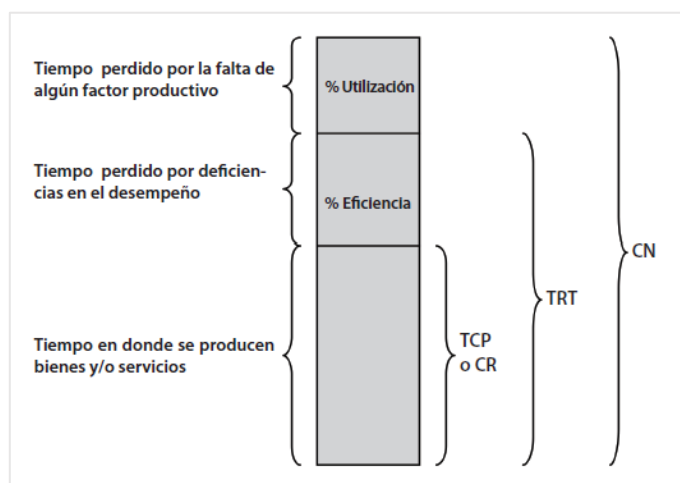 Tiempo perdido por la falta de
algún factor productivo
% Utilización
Tiempo perdido por deficien-
cias en el desempeño
% Eficiencia
CN
TRT
Tiempo en donde se producen
bienes y/o servicios
TCP
o CR